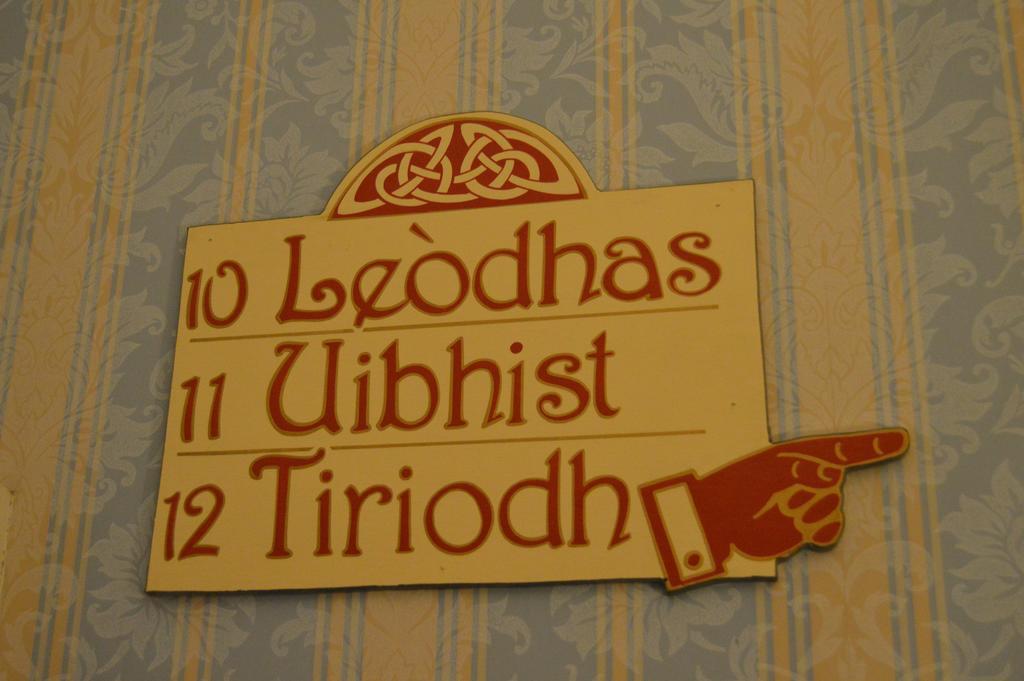 10 Leòdhas
11 Uibhist
12 Tiriodh